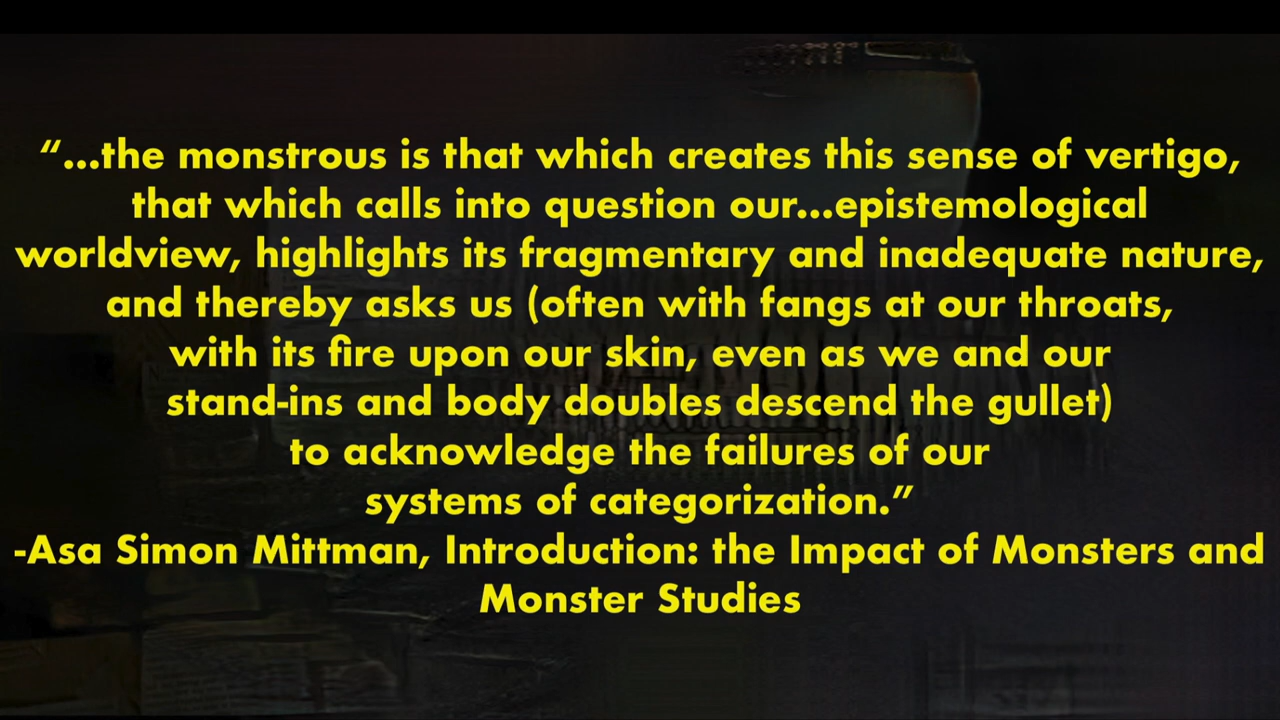 “...the monstrous is that which creates this sense of vertigo,
that which calls into question our...epistemological
worldview, highlights its fragmentary and inadequate nature,
and thereby asks us (often with fangs at our throats,
with its fire upon our skin, even as we and our
stand-ins and body doubles descend the gullet)
to acknowledge the failures of our
systems of categorization.”
-Asa Simon Mittman, Introduction: the Impact of Monsters and
Monster Studies